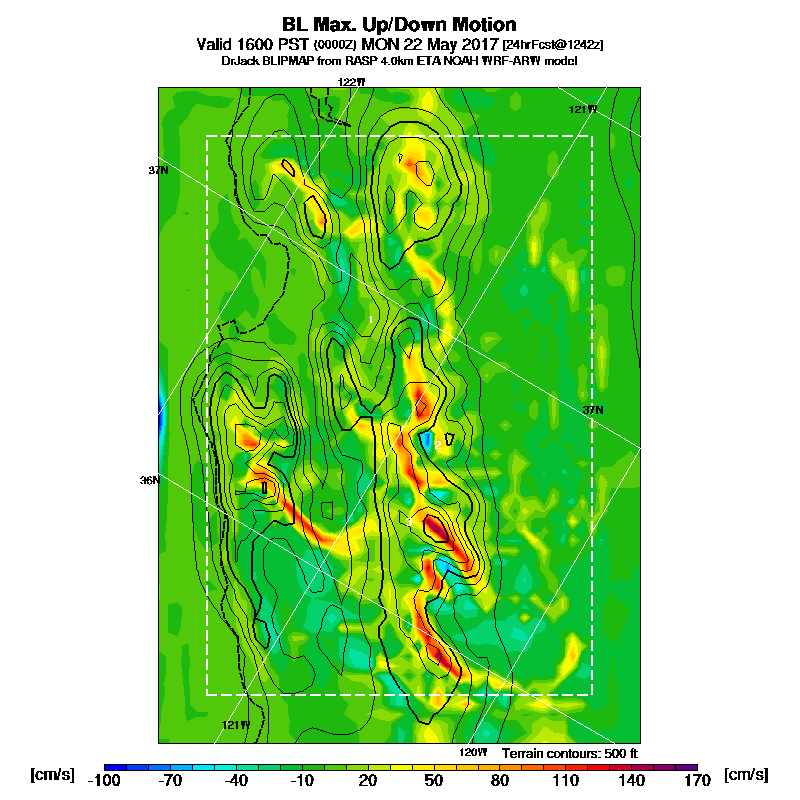 BL Max. Up/Down Motion
Valid 1600 PST (0000Z) MON 22 May 2017 [24hrFcst@1242z]
DrJack BLIPMAP from RASP 4.0km ETA NOAH WRF-ARW model
122W
121W
37N
1
37N
2
36N
3
121W
120W Terrain contours: 500 ft
[cm/s] -100 -70 -40 -10 20 50 80 110 140 170 [cm/s]